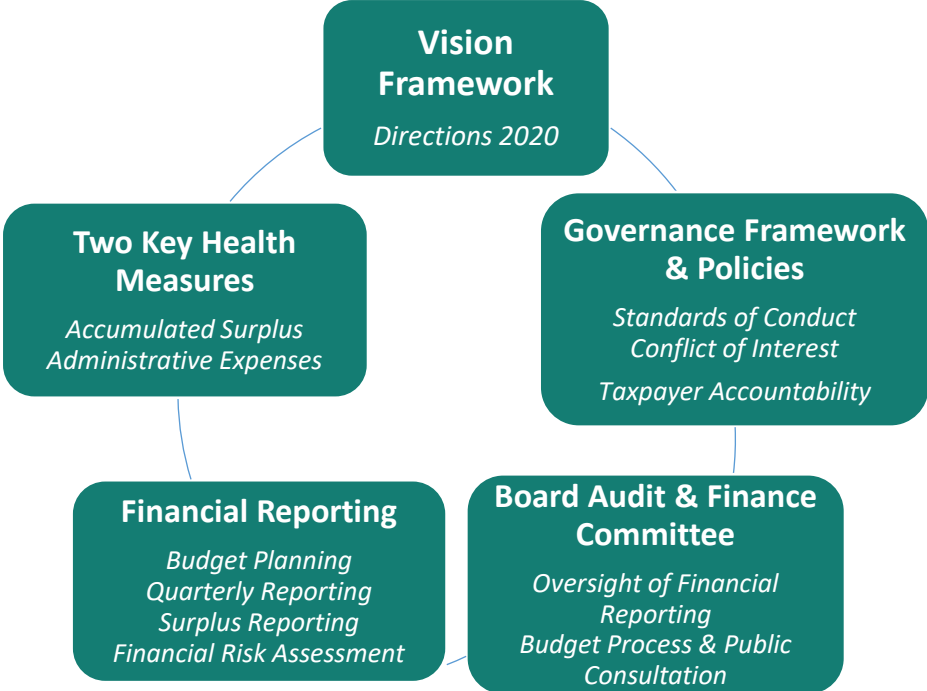 Vision
Framework
Directions 2020
Two Key Health
Measures
Accumulated Surplus
Administrative Expenses
Governance Framework
& Policies
Standards of Conduct
Conflict of Interest
Taxpayer Accountability
Financial Reporting
Budget Planning
Quarterly Reporting
Surplus Reporting
Financial Risk Assessment
Board Audit & Finance
Committee
Oversight of Financial
Reporting
Budget Process & Public
Consultation